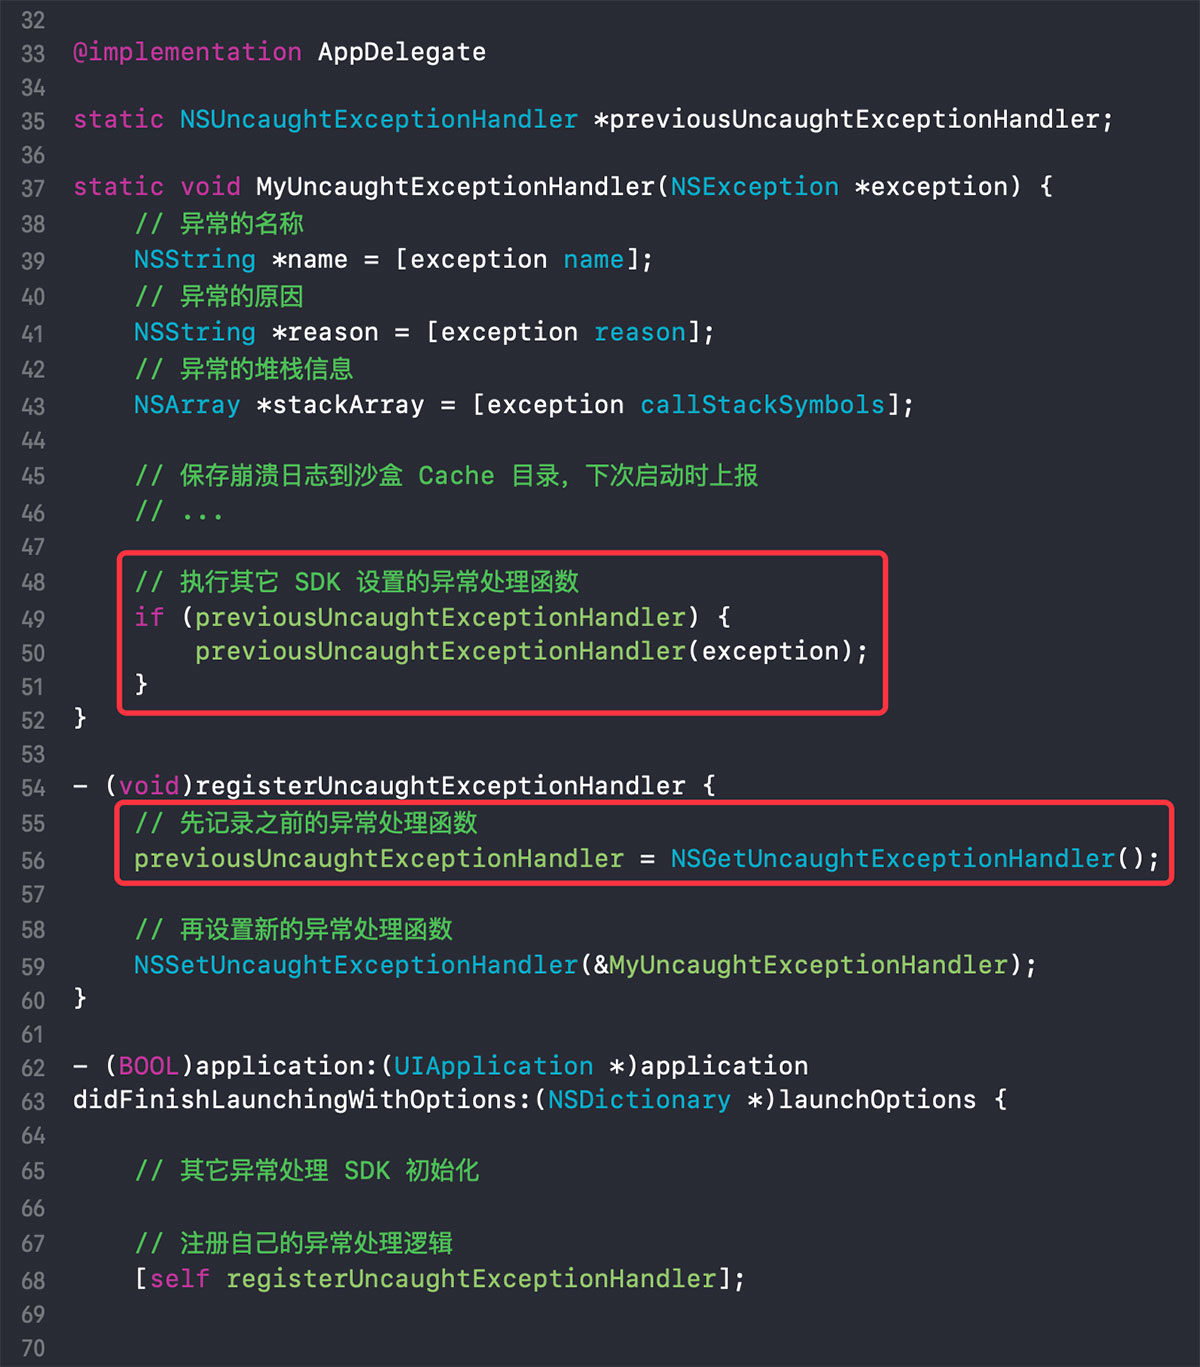 32
33 @implementation AppDelegate
34
35 static NSUncaughtExceptionHandler *previousUncaughtExceptionHandler;
36
37 static void MyUncaughtExceptionHandler(NSException *exception) {
38     // 异常的名称
39     NSString *name = [exception name];
40     // 异常的原因
41     NSString *reason = [exception reason];
42     // 异常的堆栈信息
43     NSArray *stackArray = [exception callStackSymbols];
44
45     // 保存崩溃日志到沙盒 Cache 目录，下次启动时上报
46     // ...
47
48     // 执行其它 SDK 设置的异常处理函数
49     if (previousUncaughtExceptionHandler) {
50         previousUncaughtExceptionHandler(exception);
51     }
52 }
53
54 - (void)registerUncaughtExceptionHandler {
55     // 先记录之前的异常处理函数
56     previousUncaughtExceptionHandler = NSGetUncaughtExceptionHandler();
57
58     // 再设置新的异常处理函数
59     NSSetUncaughtExceptionHandler(&MyUncaughtExceptionHandler);
60 }
61
62 - (BOOL)application:(UIApplication *)application
63 didFinishLaunchingWithOptions:(NSDictionary *)launchOptions {
64
65     // 其它异常处理 SDK 初始化
66
67     // 注册自己的异常处理逻辑
68     [self registerUncaughtExceptionHandler];
69
70